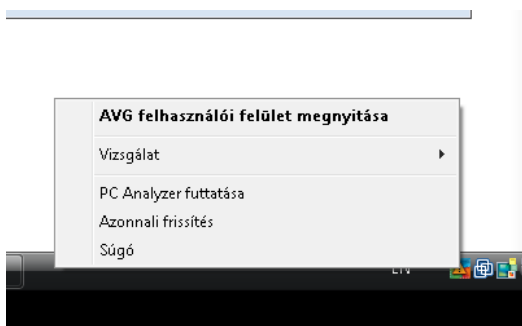 AVG felhasználói felület megnyitása
Vizsgálat
PC Analyzer futtatása
Azonnali frissítés
Súgó
EN